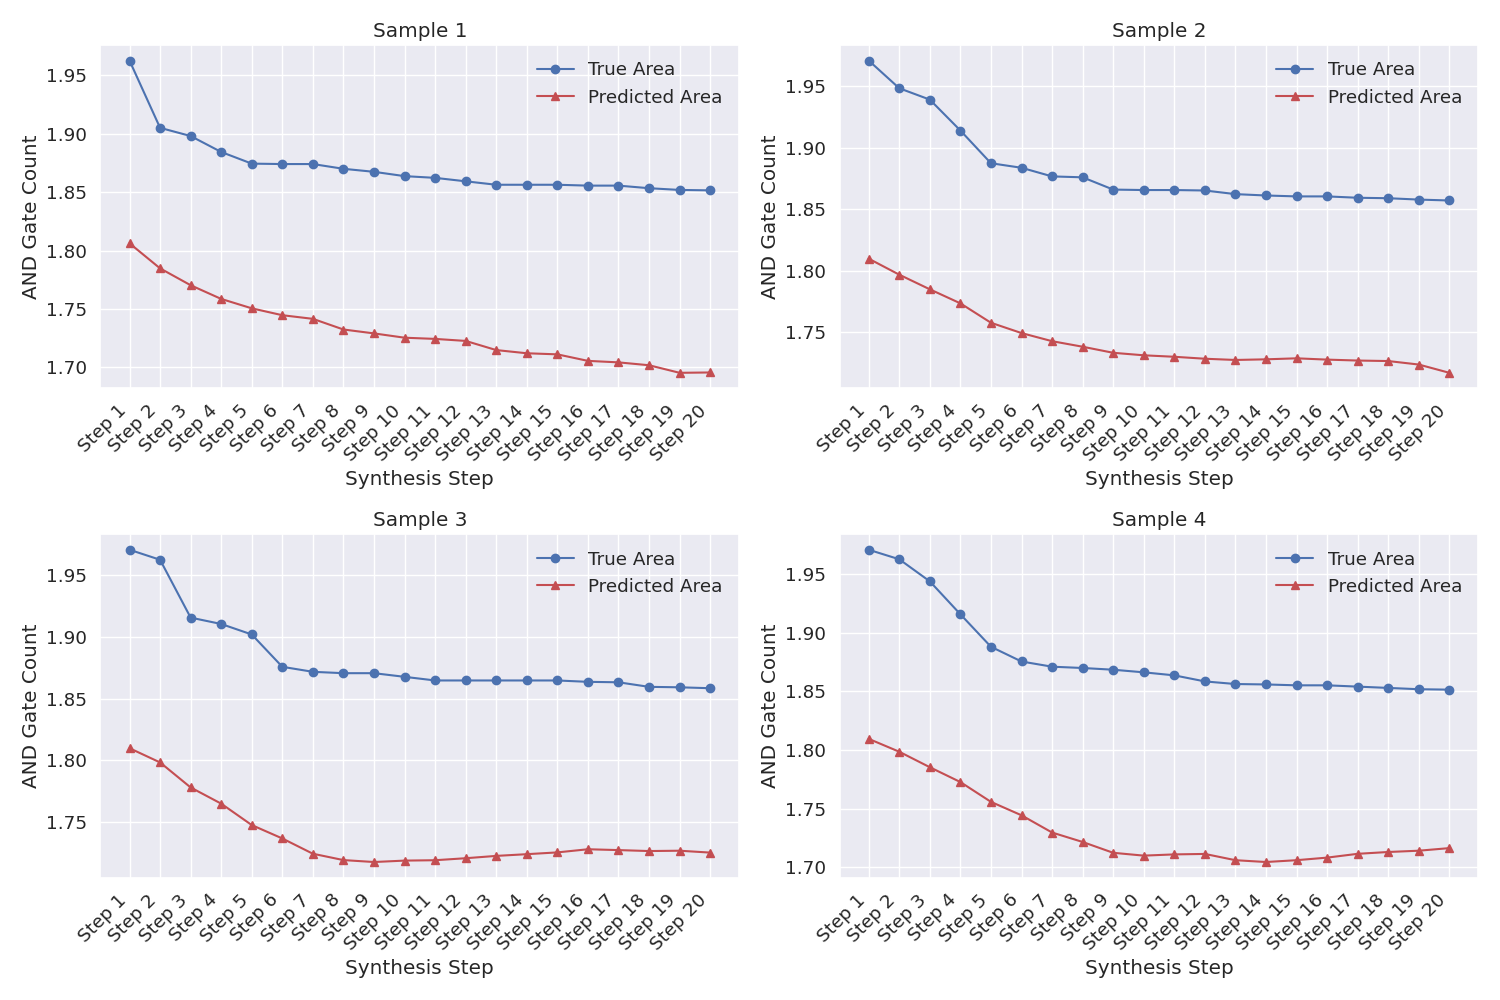 Sample 1
True Area
Predicted Area
1.95
1.90
1.85
1.80
1.75
1.70
AND Gate Count
Step 1
Step 2
Step 3
Step 4
Step 5
Step 6
Step 7
Step 8
Step 9
Step 10
Step 11
Step 12
Step 13
Step 14
Step 15
Step 16
Step 17
Step 18
Step 19
Step 20
Synthesis Step
Sample 2
True Area
Predicted Area
1.95
1.90
1.85
1.80
1.75
AND Gate Count
Step 1
Step 2
Step 3
Step 4
Step 5
Step 6
Step 7
Step 8
Step 9
Step 10
Step 11
Step 12
Step 13
Step 14
Step 15
Step 16
Step 17
Step 18
Step 19
Step 20
Synthesis Step
Sample 3
True Area
Predicted Area
1.95
1.90
1.85
1.80
1.75
AND Gate Count
Step 1
Step 2
Step 3
Step 4
Step 5
Step 6
Step 7
Step 8
Step 9
Step 10
Step 11
Step 12
Step 13
Step 14
Step 15
Step 16
Step 17
Step 18
Step 19
Step 20
Synthesis Step
Sample 4
True Area
Predicted Area
1.95
1.90
1.85
1.80
1.75
1.70
AND Gate Count
Step 1
Step 2
Step 3
Step 4
Step 5
Step 6
Step 7
Step 8
Step 9
Step 10
Step 11
Step 12
Step 13
Step 14
Step 15
Step 16
Step 17
Step 18
Step 19
Step 20
Synthesis Step